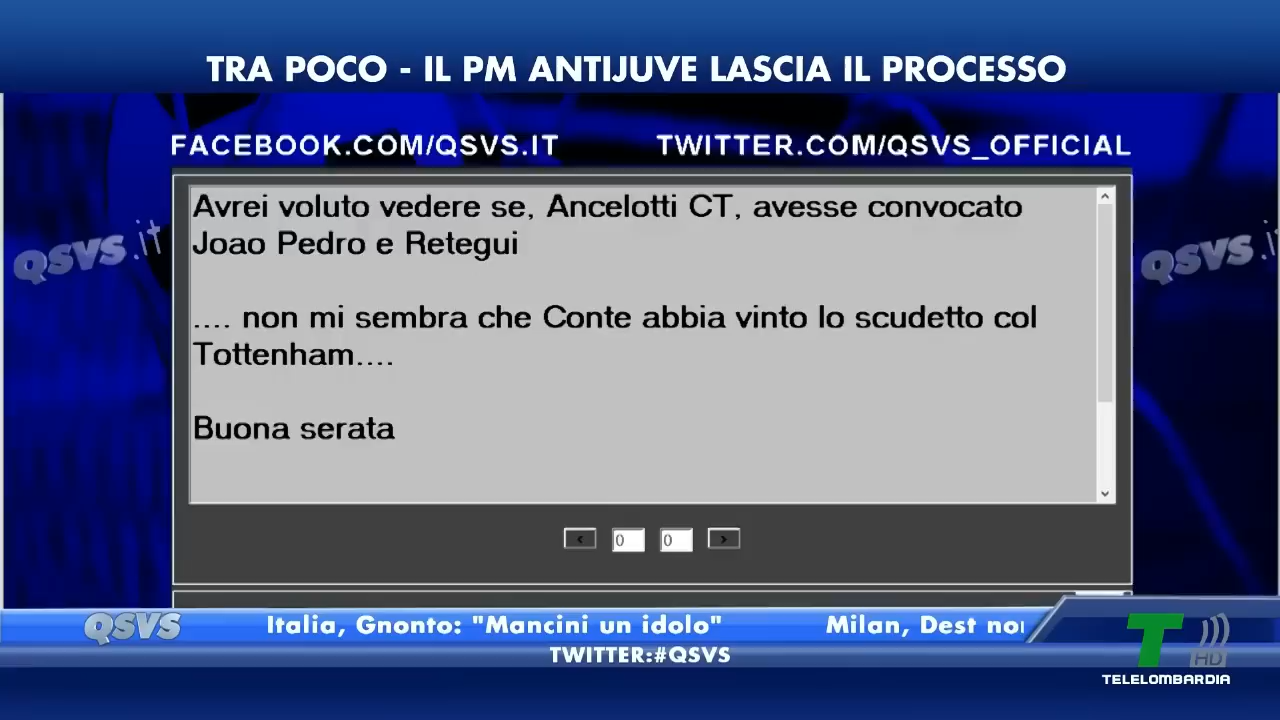 TRA POCO - IL PM ANTIJUVE LASCIA IL PROCESSO
FACEBOOK.COM/QSVS.IT
TWITTER.COM/QSVS_OFFICIAL
QSVS.it
QSVS.i
Avrei voluto vedere se, Ancelotti CT, avesse convocato
Joao Pedro e Retegui
.... non mi sembra che Conte abbia vinto lo scudetto col
Tottenham....
Buona serata
< 0 0 >
QSVS
Italia, Gnonto: "Mancini un idolo"
Milan, Dest no
TWITTER:#QSVS
T HD
TELELOMBARDIA